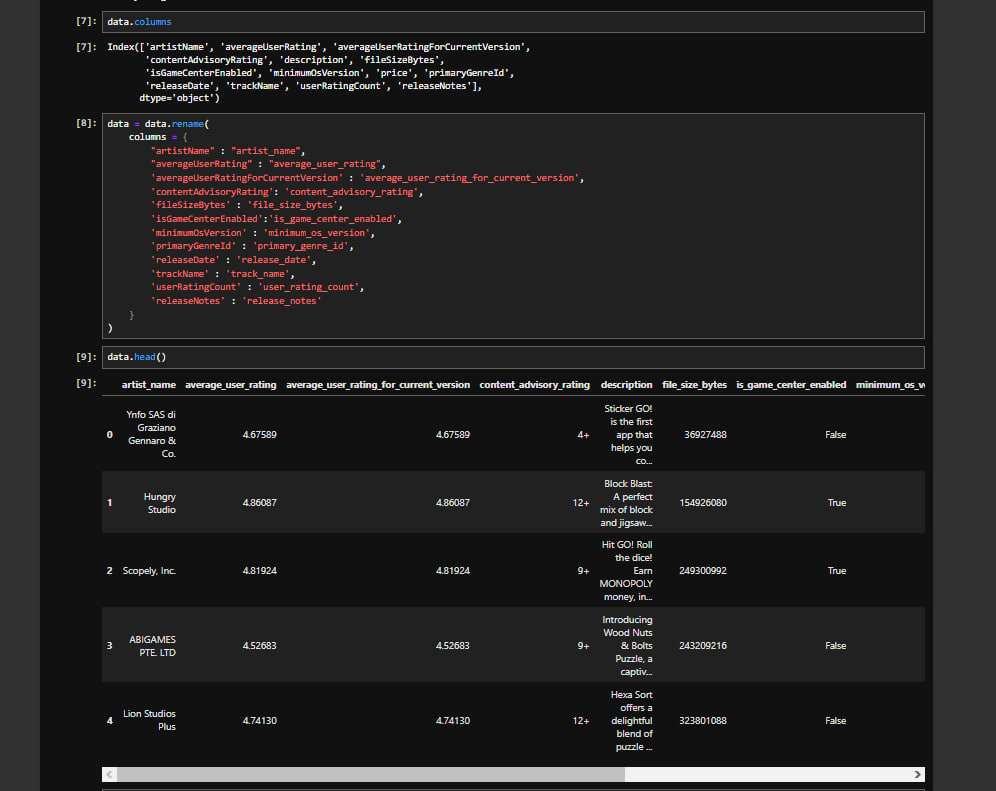 [7]: data.columns
[7]: Index(['artistName', 'averageUserRating', 'averageUserRatingForCurrentVersion',
'contentAdvisoryRating', 'description', 'fileSizeBytes',
'isGameCenterEnabled', 'minimumOsVersion', 'price', 'primaryGenreId',
'releaseDate', 'trackName', 'userRatingCount', 'releaseNotes'],
dtype='object')
[8]: data = data.rename(
columns = {
"artistName" : "artist_name",
"averageUserRating" : "average_user_rating",
'averageUserRatingForCurrentVersion' : 'average_user_rating_for_current_version',
'contentAdvisoryRating': 'content_advisory_rating',
'fileSizeBytes' : 'file_size_bytes',
'isGameCenterEnabled':'is_game_center_enabled',
'minimumOsVersion' : 'minimum_os_version',
'primaryGenreId' : 'primary_genre_id',
'releaseDate' : 'release_date',
'trackName' : 'track_name',
'userRatingCount' : 'user_rating_count',
'releaseNotes' : 'release_notes'
}
)
[9]: data.head()
[9]: artist_name average_user_rating average_user_rating_for_current_version content_advisory_rating description file_size_bytes is_game_center_enabled minimum_os_v
0
Ynfo SAS di
Graziano
Gennaro &
Co.
4.67589
4.67589
4+
Sticker GO!
is the first
app that
helps you
co...
36927488
False
1
Hungry
Studio
4.86087
4.86087
12+
Block Blast:
A perfect
mix of block
and jigsaw...
154926080
True
2
Scopely, Inc.
4.81924
4.81924
9+
Hit GO! Roll
the dice!
Earn
MONOPOLY
money, in...
249300992
True
3
ABIGAMES
PTE. LTD
4.52683
4.52683
9+
Introducing
Wood Nuts
& Bolts
Puzzle, a
captiv...
243209216
False
4
Lion Studios
Plus
4.74130
4.74130
12+
Hexa Sort
offers a
delightful
blend of
puzzle ...
323801088
False